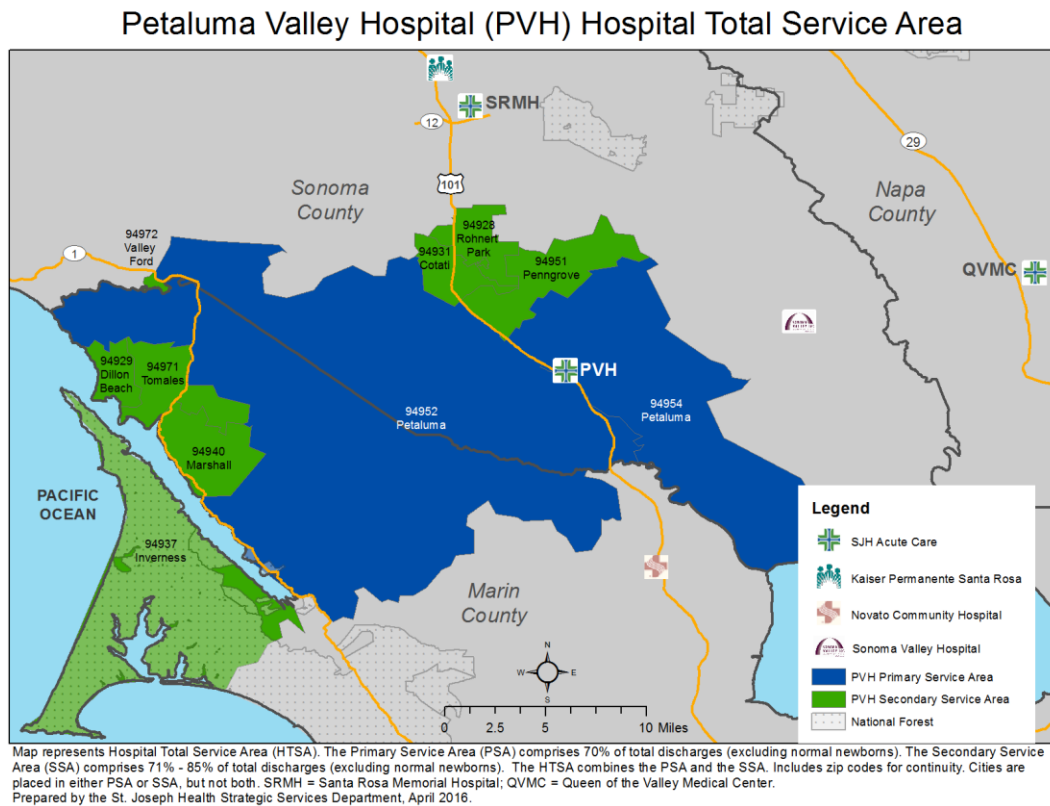 Petaluma Valley Hospital (PVH) Hospital Total Service Area
SRMH
12
29
101
Sonoma
County
Napa
County
94972
Valley
Ford
94928
Rohnert
Park
94931
Cotati
94951
Penngrove
1
QVMC
PVH
94929
Dillon
Beach
94971
Tomales
94952
Petaluma
94954
Petaluma
94940
Marshall
PACIFIC
OCEAN
94937
Inverness
Marin
County
N
W
E
S
0
2.5
5
10 Miles
Legend
SJH Acute Care
Kaiser Permanente Santa Rosa
Novato Community Hospital
Sonoma Valley Hospital
PVH Primary Service Area
PVH Secondary Service Area
National Forest
Map represents Hospital Total Service Area (HTSA). The Primary Service Area (PSA) comprises 70% of total discharges (excluding normal newborns). The Secondary Service
Area (SSA) comprises 71% - 85% of total discharges (excluding normal newborns). The HTSA combines the PSA and the SSA. Includes zip codes for continuity. Cities are
placed in either PSA or SSA, but not both. SRMH = Santa Rosa Memorial Hospital; QVMC = Queen of the Valley Medical Center.
Prepared by the St. Joseph Health Strategic Services Department, April 2016.